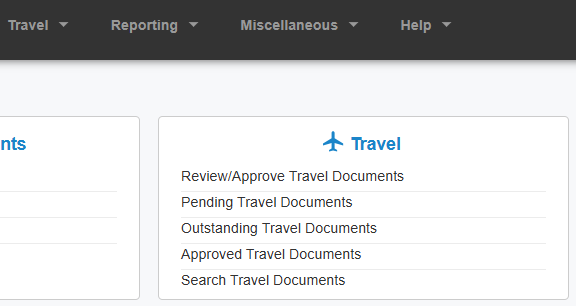 Travel Reporting Miscellaneous Help
nts
Travel
Review/Approve Travel Documents
Pending Travel Documents
Outstanding Travel Documents
Approved Travel Documents
Search Travel Documents